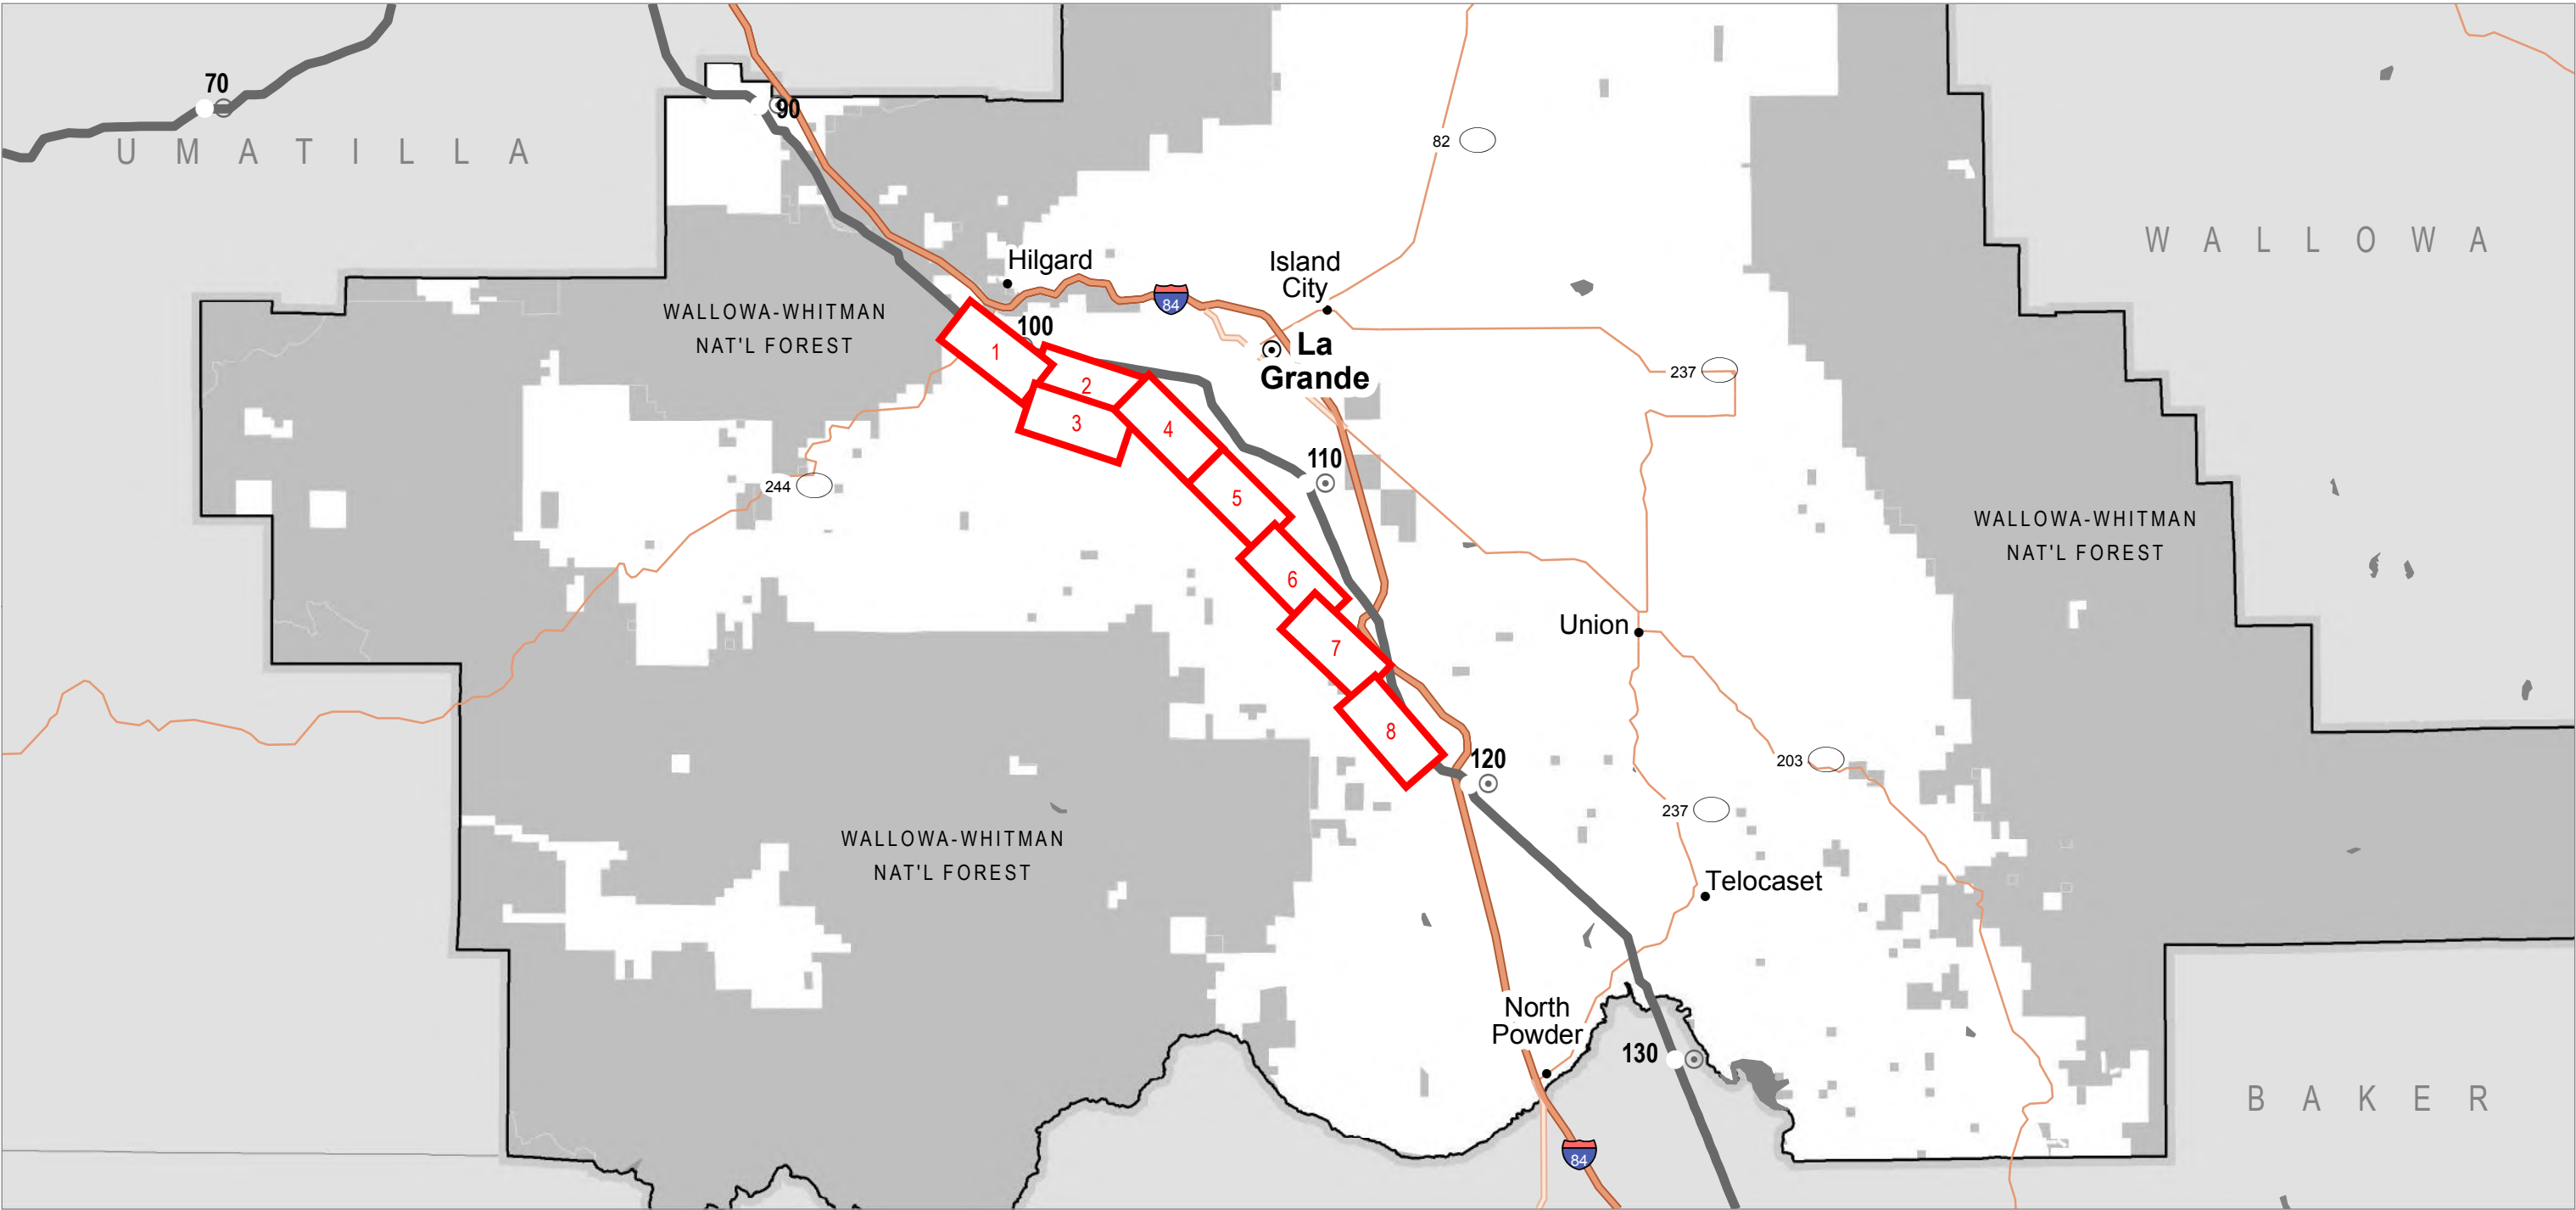 70
90
U M A T I L L A
82
W A L L O W A
Hilgard
Island
City
84
WALLOWA-WHITMAN
NAT'L FOREST
100
La
Grande
1
2
3
4
237
110
244
5
WALLOWA-WHITMAN
NAT'L FOREST
6
Union
7
8
120
203
237
WALLOWA-WHITMAN
NAT'L FOREST
Telocaset
North
Powder
130
B A K E R
84